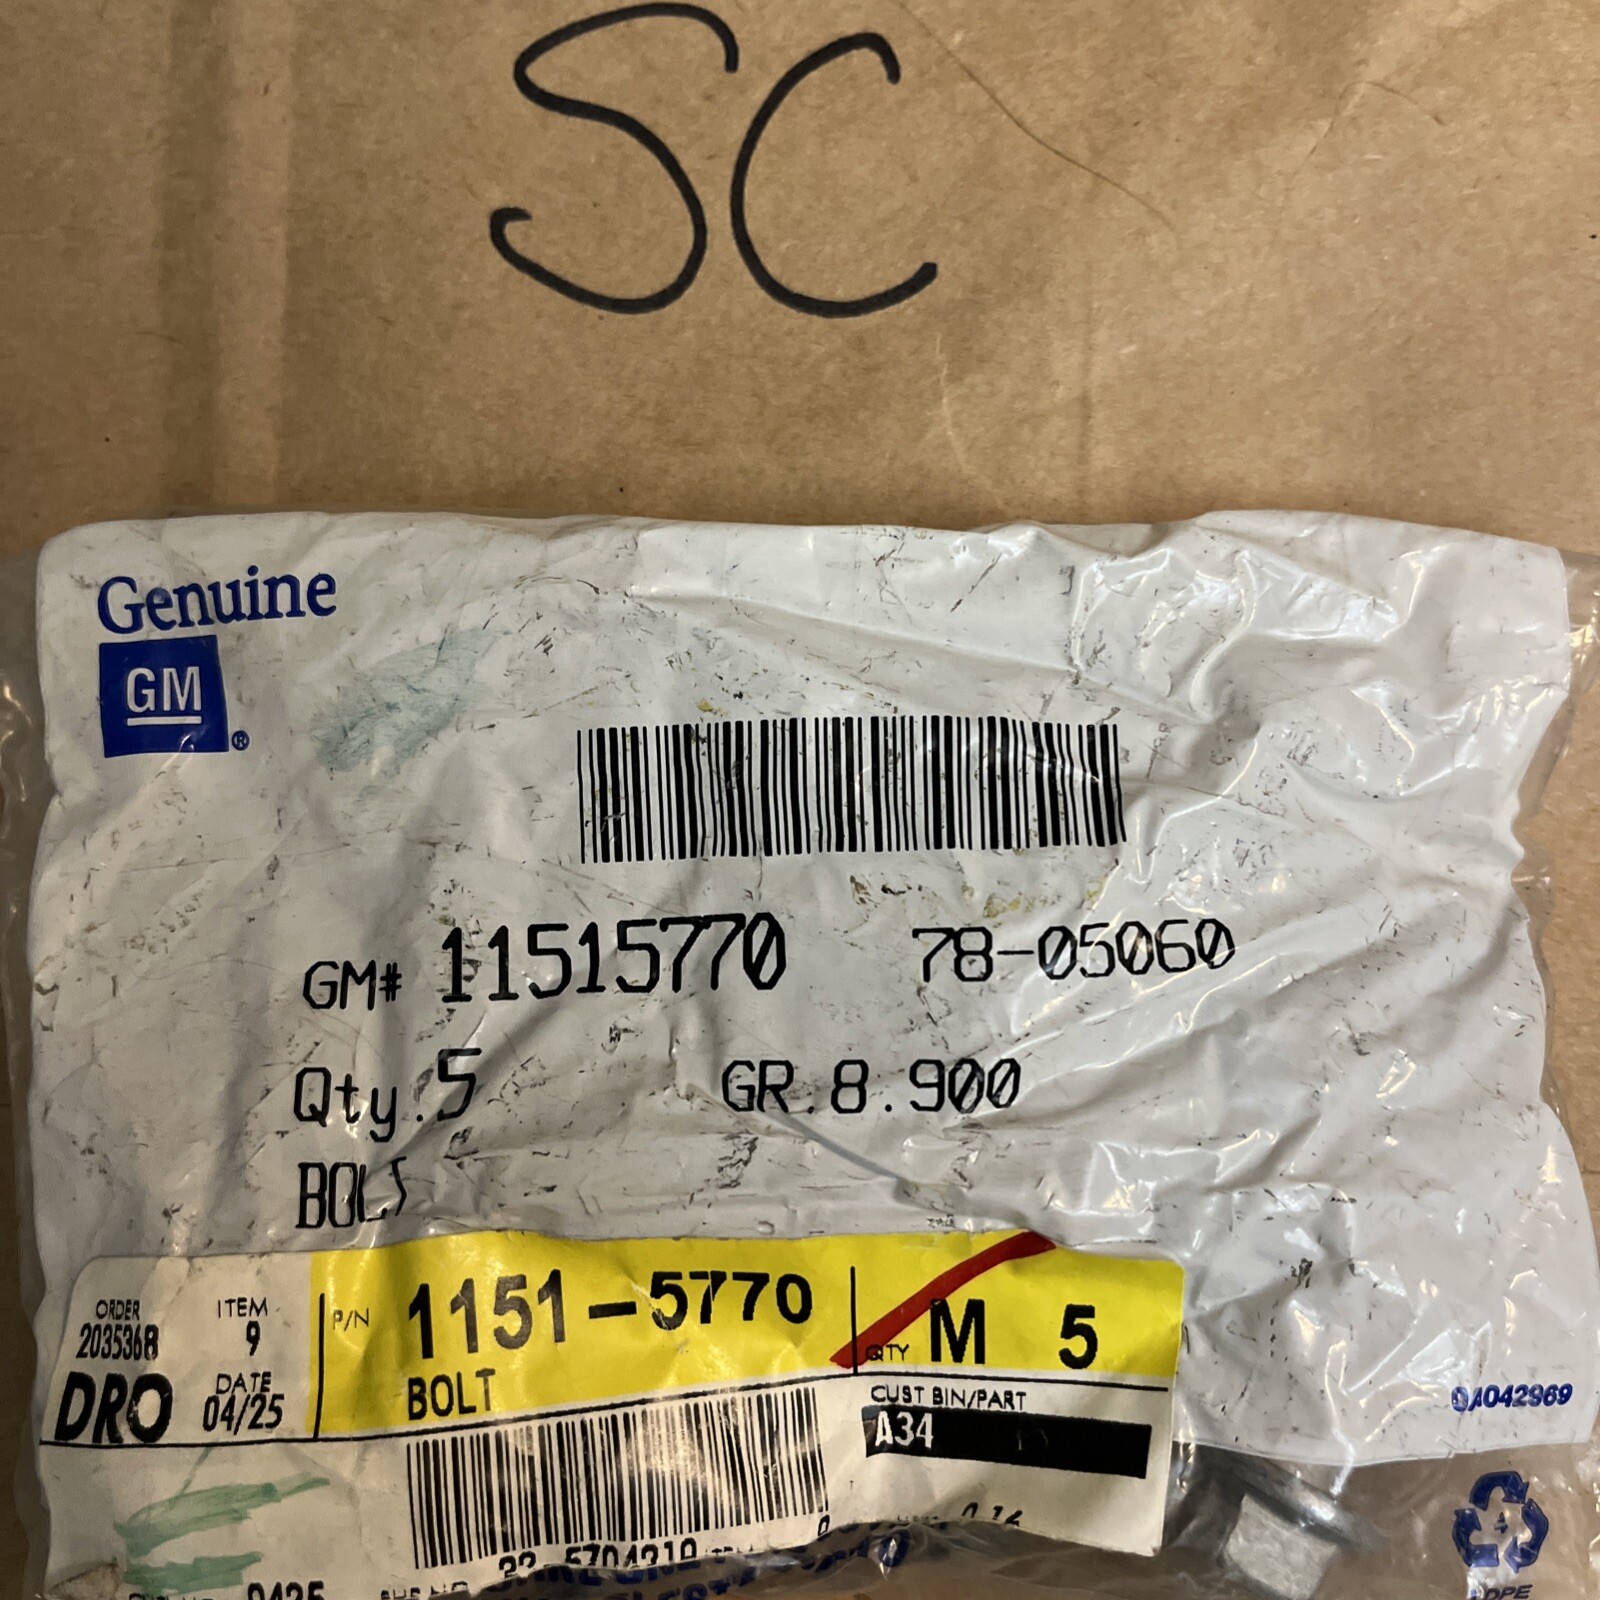 SC
Genuine
GM ®
GM# 11515770 78-05060
Qty.5 GR.8.900
BOLT
ORDER ITEM P/N 1151-5770 QTY M 5
2035368 9
DRO DATE 04/25 BOLT CUST BIN/PART
A34
0A042969
4